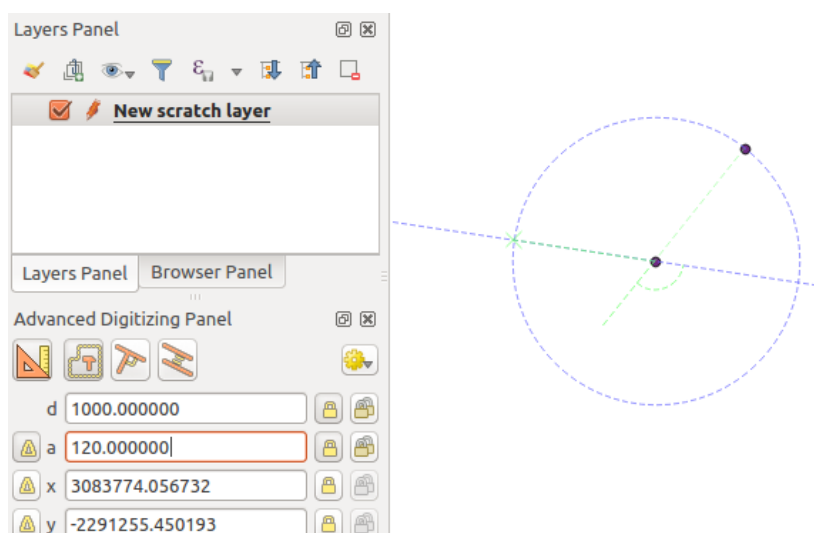 Layers Panel
New scratch layer
Layers Panel Browser Panel
Advanced Digitizing Panel
d 1000.000000
a 120.000000
x 3083774.056732
y -2291255.450193